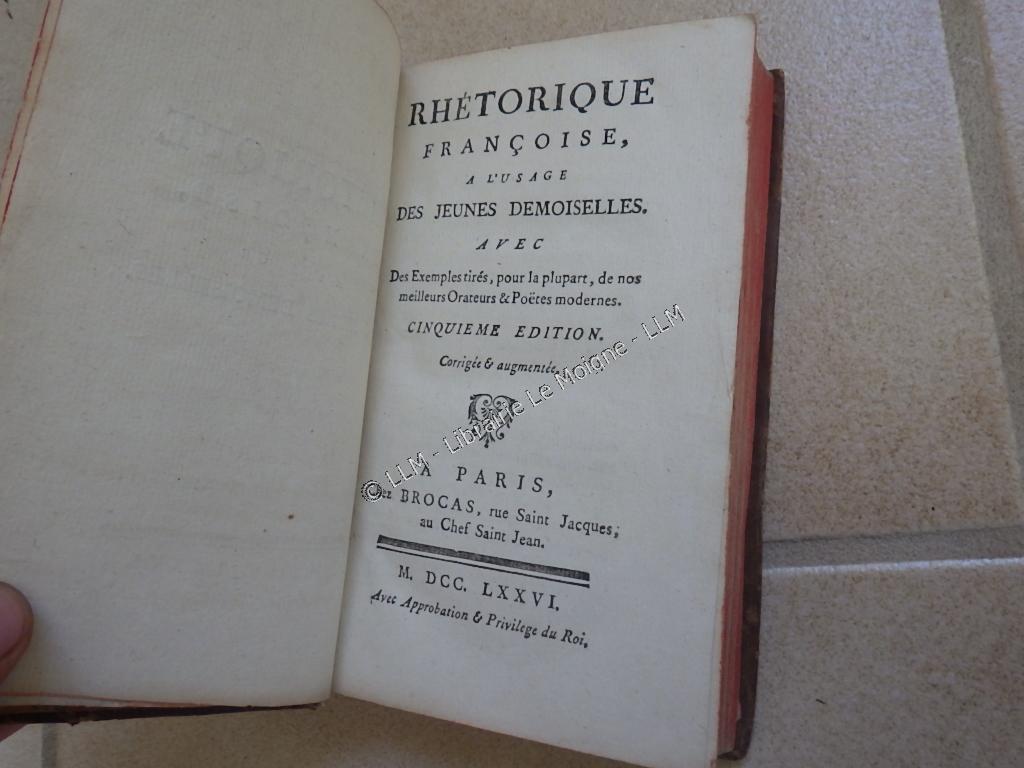 RHÉTORIQUE
FRANÇOISE,
A L'USAGE
DES JEUNES DEMOISELLES.
AVEC
Des Exemples tirés, pour la plupart, de nos
meilleurs Orateurs & Poëtes modernes.
CINQUIEME EDITION.
Corrigée & augmentée.
© LLM - Librairie Le Moigne - LLM
A PARIS,
BROCAS, rue Saint Jacques;
au Chef Saint Jean.
M. DCC. LXXVI.
Avec Approbation & Privilege du Roi.